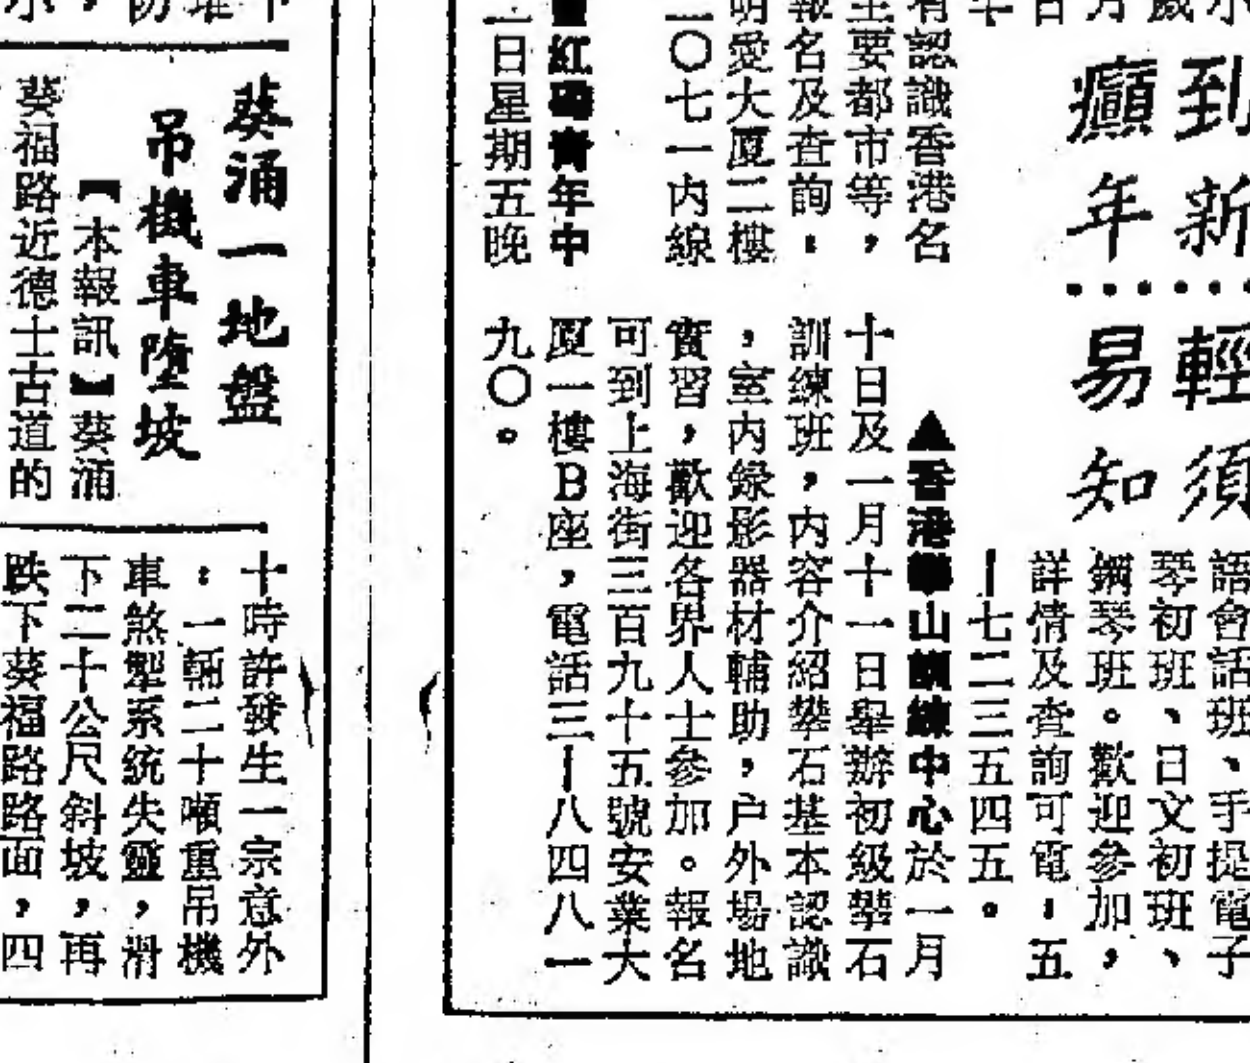 到新
癲年
……
輕易
須知
語會話班、手提電子
琴初班、日文初班、
鋼琴班。歡迎參加，
詳情及查詢可電：五
—七二三五四五。
▲香港攀山訓練中心於一月
十日及一月十一日舉辦初級攀石
訓練班，內容介紹攀石基本認識
，室內錄影器材輔助，户外場地
實習，歡迎各界人士參加。報名
可到上海街三百九十五號安業大
厦一樓B座，電話三—八四八一
九〇。
有認識香港名
主要都市等，
報名及查詢：
明愛大厦二樓
二〇七一內線
紅磡青年中
二日星期五晚
葵涌一地盤
吊機車墮坡
【本報訊】葵涌
葵福路近德士古道的
十時許發生一宗意外
：一輛二十噸重吊機
車煞掣系統失靈，滑
下二十公尺斜坡，再
跌下葵福路路面，四